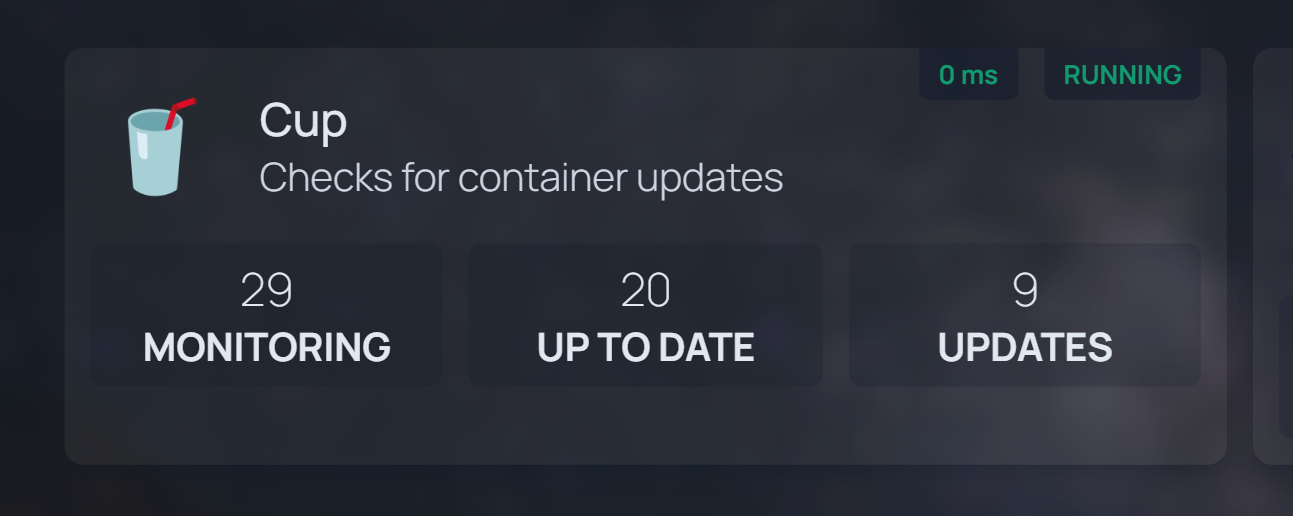 0 ms
RUNNING
Cup
Checks for container updates
29
MONITORING
20
UP TO DATE
9
UPDATES